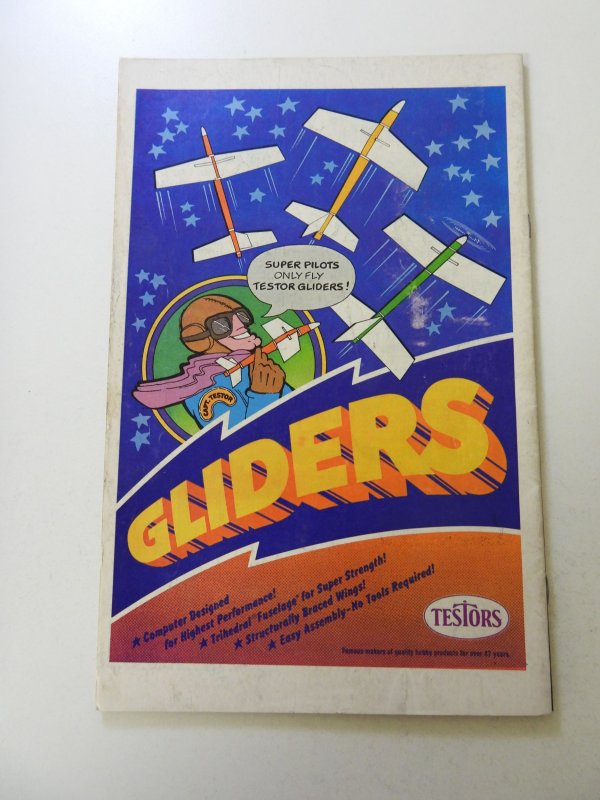 SUPER PILOTS
ONLY FLY
TESTOR GLIDERS!
CAPT. TESTOR
GLIDERS
★ Computer Designed
for Highest Performance!
★ Trihedral "Fuselage" for Super Strength!
★ Structurally Braced Wings!
★ Easy Assembly-No Tools Required!
TESTORS
Famous makers of quality hobby products for over 47 years.